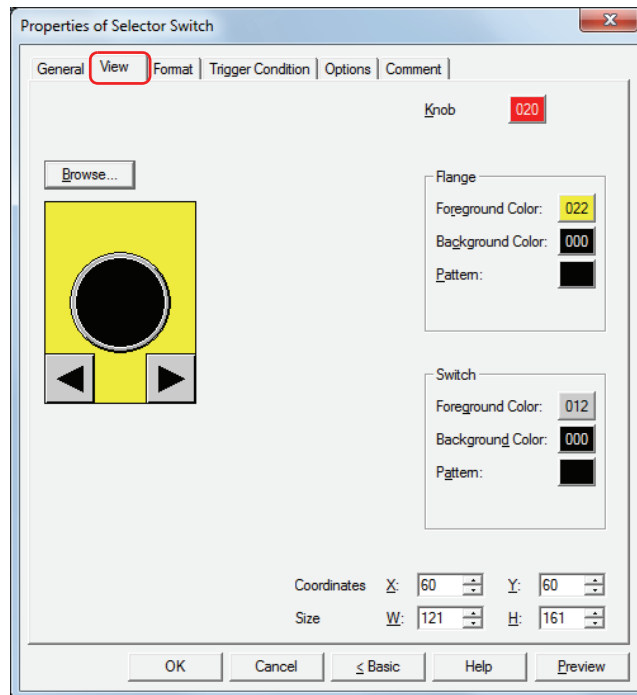 Properties of Selector Switch
General View Format Trigger Condition Options Comment
Knob 020
Browse...
Flange
Foreground Color: 022
Background Color: 000
Pattern:
Switch
Foreground Color: 012
Background Color: 000
Pattern:
Coordinates X: 60 Y: 60
Size W: 121 H: 161
OK Cancel < Basic Help Preview